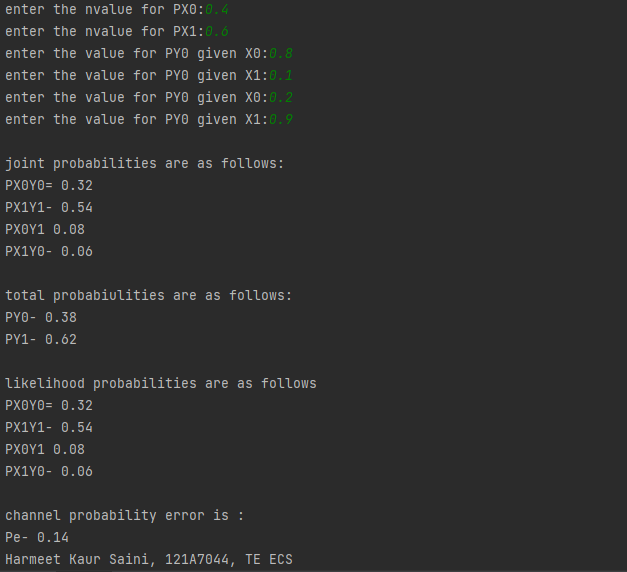 enter the nvalue for PX0:0.4
enter the nvalue for PX1:0.6
enter the value for PY0 given X0:0.8
enter the value for PY0 given X1:0.1
enter the value for PY0 given X0:0.2
enter the value for PY0 given X1:0.9
joint probabilities are as follows:
PX0Y0= 0.32
PX1Y1- 0.54
PX0Y1 0.08
PX1Y0- 0.06
total probabiulities are as follows:
PY0- 0.38
PY1- 0.62
likelihood probabilities are as follows
PX0Y0= 0.32
PX1Y1- 0.54
PX0Y1 0.08
PX1Y0- 0.06
channel probability error is :
Pe- 0.14
Harmeet Kaur Saini, 121A7044, TE ECS